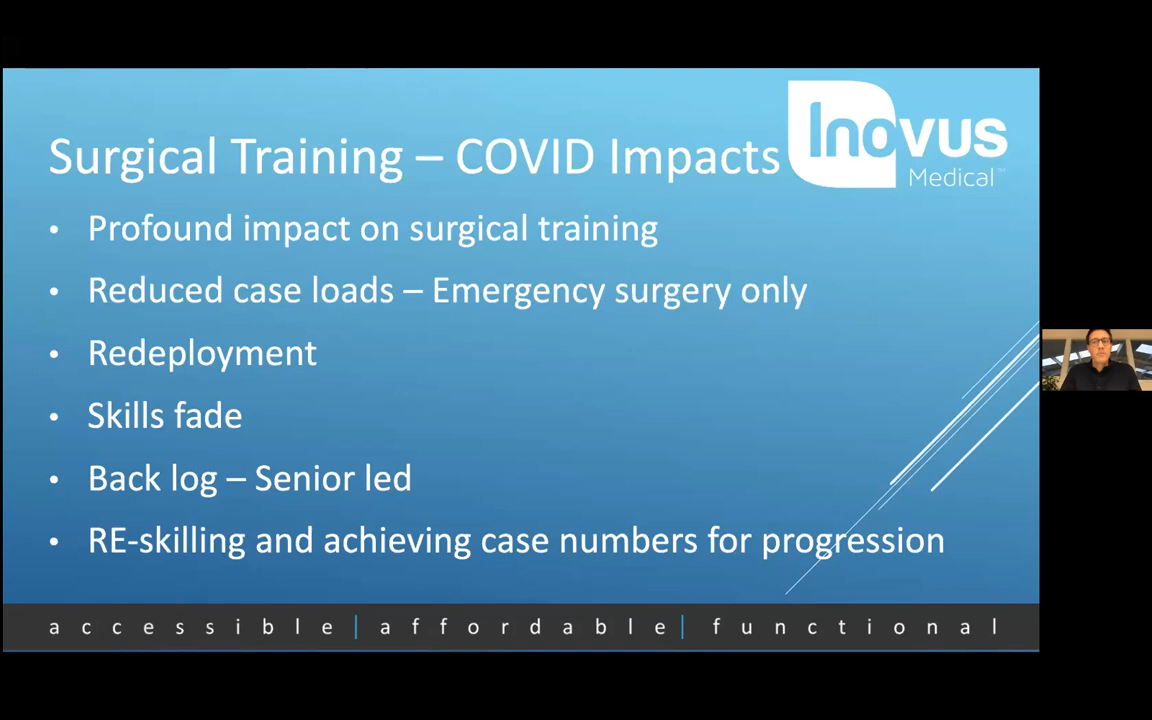 Inovus
Medical
Surgical Training – COVID Impacts
• Profound impact on surgical training
• Reduced case loads – Emergency surgery only
• Redeployment
• Skills fade
• Back log – Senior led
• RE-skilling and achieving case numbers for progression
accessible|affordable|functional